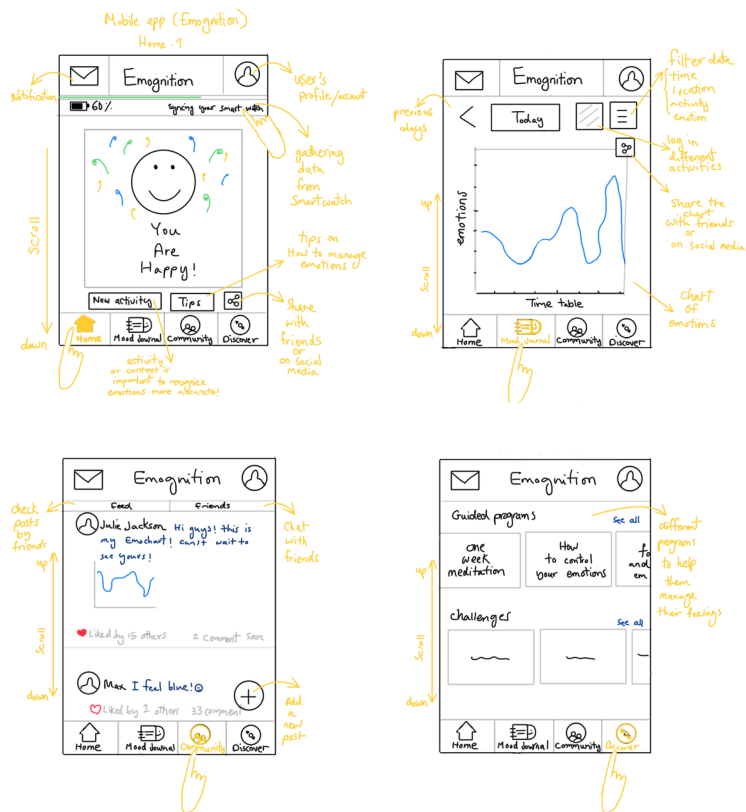 Mobile app (Emognition)
Home - 1
Emognition
Notification
user's
profile/account
60%
Syncing your smart watch
gathering
data
from
Smartwatch
You
Are
Happy!
Scroll
down
tips on
How to manage
emotions
New activity
Tips
Share
with
friends
or
on social
media
Home
Mood Journal
Community
Discover
activity
or context is
important to recognize
emotions more accurate!
Emognition
filter data
time
location
activity
emotion
previous
days
Today
log in
different
activities
share the
chart
with friends
or
on social media
emotions
up
Scroll
down
Time table
chart
of
emotions
Home
Mood Journal
Community
Discover
Emognition
check
posts
by
friends
Feed
Friends
Chat
with
friends
Julie Jackson Hi guys! this is
my Emochart! can't wait to
see yours!
up
Scroll
down
Liked by 15 others
2 comment
Save
Max I feel blue!
Liked by 2 others
33 comment
Add
a new
post
Home
Mood Journal
Community
Discover
Emognition
Guided programs
See all
different
programs
to help
them
manage
their feelings
one
week
meditation
How
to control
your emotions
fo
and
em
up
Scroll
down
challenges
See all
Home
Mood Journal
Community
Discover